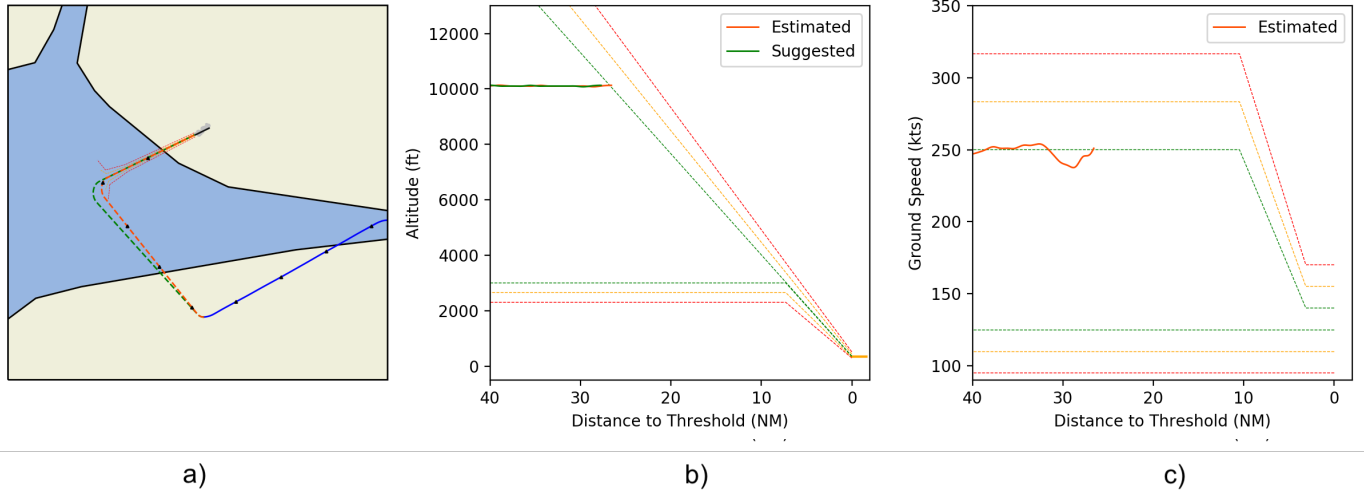 Estimated
Suggested
12000
10000
8000
6000
4000
2000
0
Altitude (ft)
40
30
20
10
0
Distance to Threshold (NM)
Estimated
350
300
250
200
150
100
Ground Speed (kts)
40
30
20
10
0
Distance to Threshold (NM)
a)
b)
c)